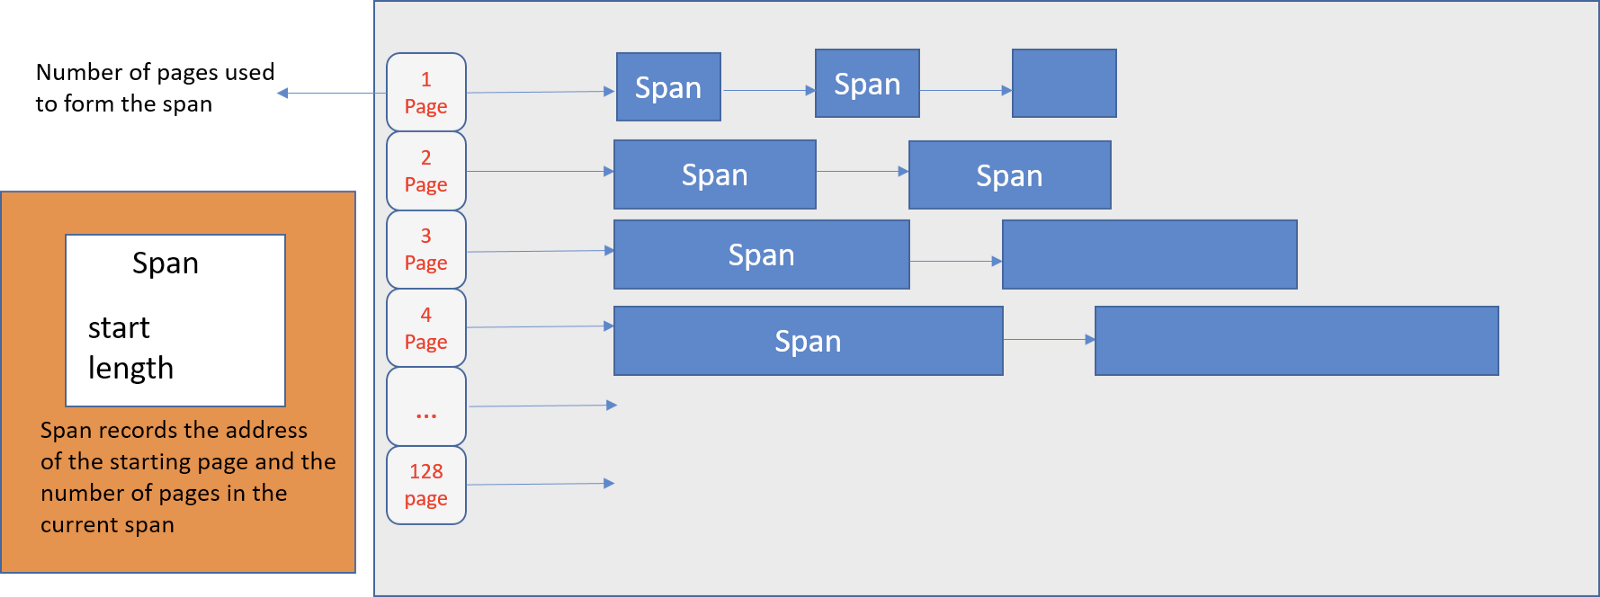 Number of pages used
to form the span
1
Page
Span
Span
2
Page
Span
Span
3
Page
Span
4
Page
Span
...
128
page
Span
start
length
Span records the address
of the starting page and the
number of pages in the
current span